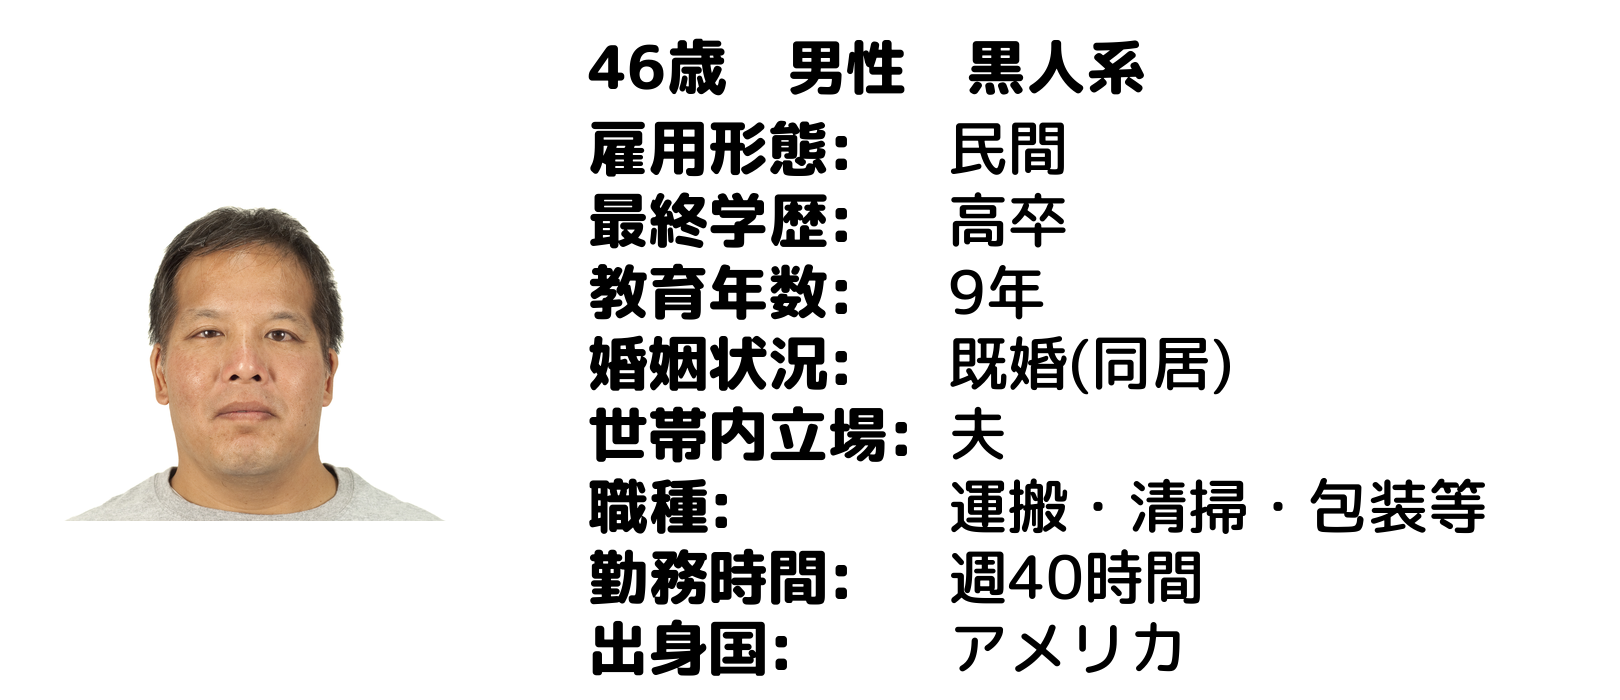 46歳　男性　黒人系
雇用形態:　民間
最終学歴:　高卒
教育年数:　9年
婚姻状況:　既婚(同居)
世帯内立場:　夫
職種:　運搬・清掃・包装等
勤務時間:　週40時間
出身国:　アメリカ